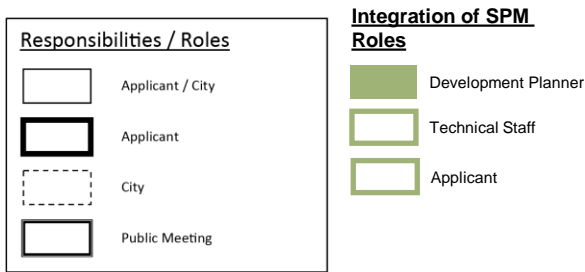 Responsibilities / Roles
Applicant / City
Applicant
City
Public Meeting
Integration of SPM
Roles
Development Planner
Technical Staff
Applicant